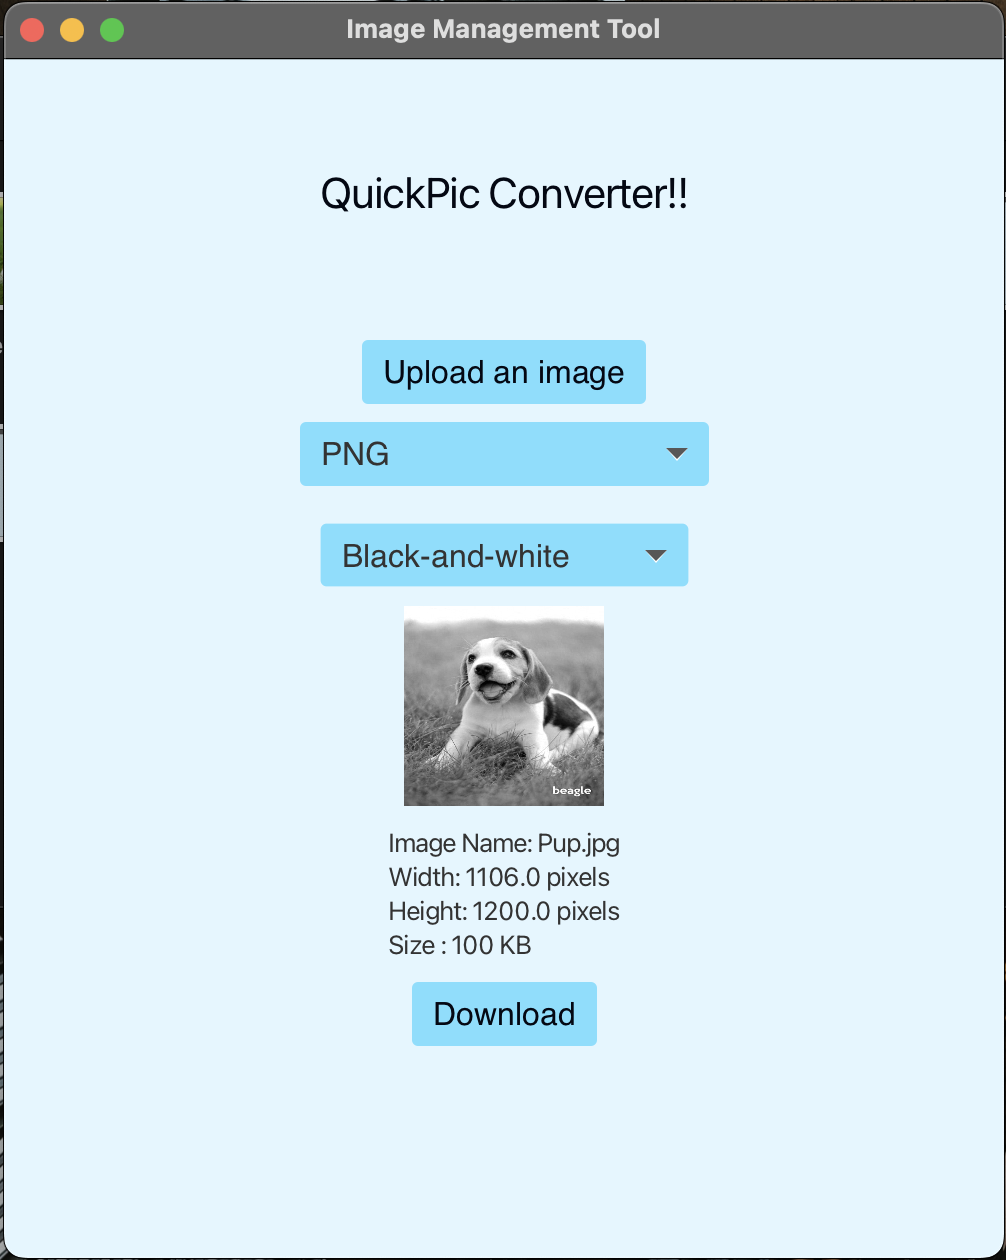 Image Management Tool
QuickPic Converter!!
Upload an image
PNG
Black-and-white
beagle
Image Name: Pup.jpg
Width: 1106.0 pixels
Height: 1200.0 pixels
Size : 100 KB
Download